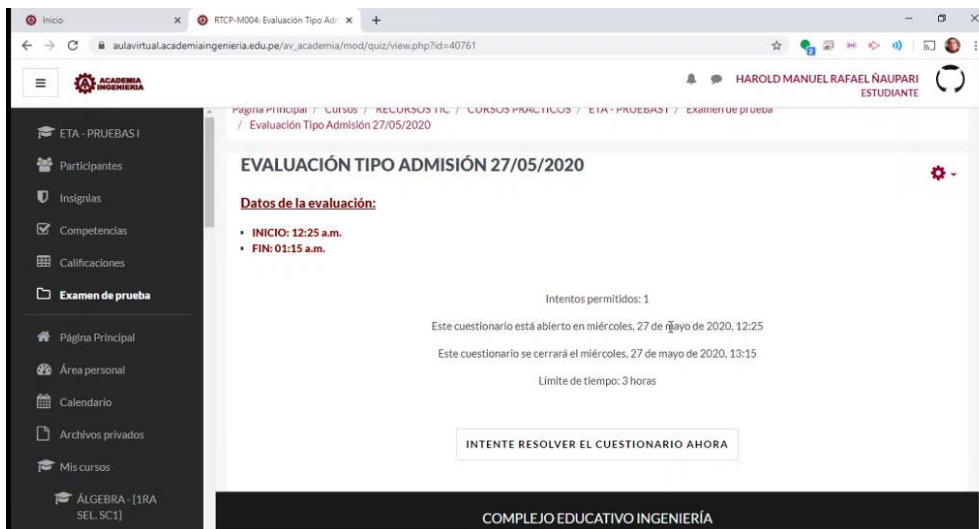 Inicio
RTCP-M004: Evaluación Tipo Adm
aulavirtual.academiaingenieria.edu.pe/av_academia/mod/quiz/view.php?id=40761
ACADEMIA
INGENIERIA
HAROLD MANUEL RAFAEL ÑAUPARI
ESTUDIANTE
ETA - PRUEBAS I
Participantes
Insignias
Competencias
Calificaciones
Examen de prueba
Página Principal
Área personal
Calendario
Archivos privados
Mis cursos
ÁLGEBRA - [1RA
SEL. SC1]
Página Principal / Cursos / RECURSOS TIC / CURSOS PRÁCTICOS / ETA - PRUEBAS I / Examen de prueba
/ Evaluación Tipo Admisión 27/05/2020
EVALUACIÓN TIPO ADMISIÓN 27/05/2020
Datos de la evaluación:
• INICIO: 12:25 a.m.
• FIN: 01:15 a.m.
Intentos permitidos: 1
Este cuestionario está abierto en miércoles, 27 de mayo de 2020, 12:25
Este cuestionario se cerrará el miércoles, 27 de mayo de 2020, 13:15
Límite de tiempo: 3 horas
INTENTE RESOLVER EL CUESTIONARIO AHORA
COMPLEJO EDUCATIVO INGENIERÍA